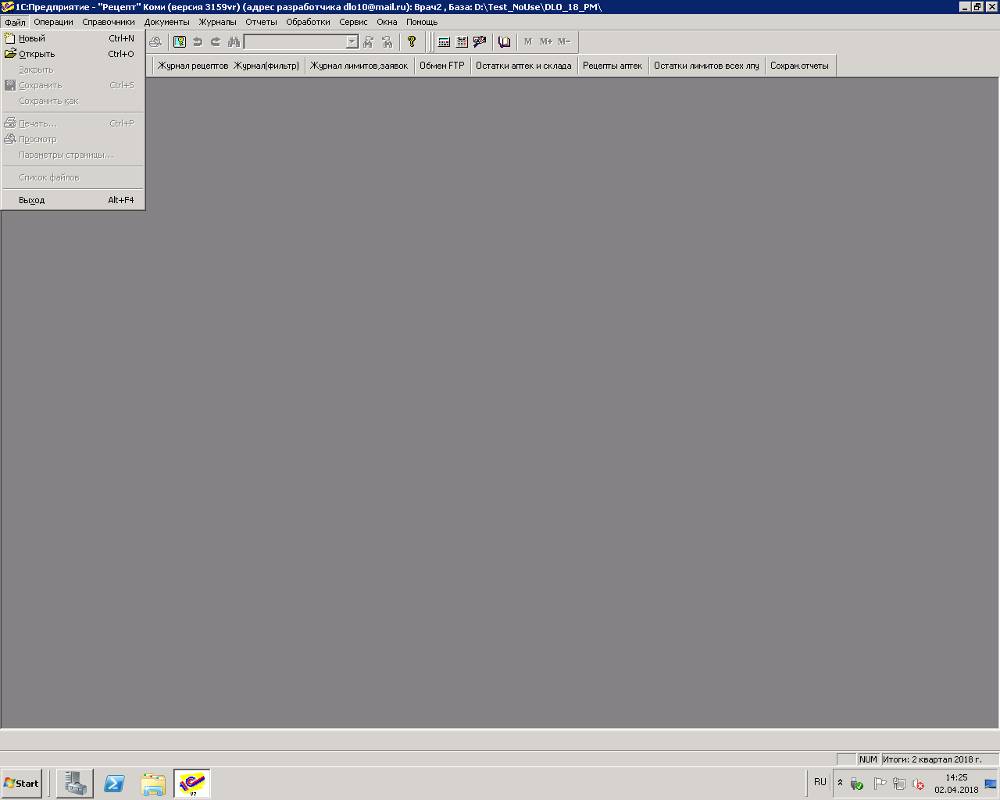 1С:Предприятие - "Рецепт" Коми (версия 3159vr) (адрес разработчика dlo10@mail.ru): Врач2 , База: D:\Test_NoUse\DLO_18_PM\
Файл Операции Справочники Документы Журналы Отчеты Обработки Сервис Окна Помощь
Новый Ctrl+N
M M+ M-
Открыть Ctrl+O
Журнал рецептов Журнал(фильтр) Журнал лимитов,заявок Обмен FTP Остатки аптек и склада Рецепты аптек Остатки лимитов всех лпу Сохран.отчеты
Закрыть
Сохранить Ctrl+S
Сохранить как
Печать... Ctrl+P
Просмотр
Параметры страницы...
Список файлов
Выход Alt+F4
NUM Итоги: 2 квартал 2018 г.
Start V7 RU 14:25
02.04.2018